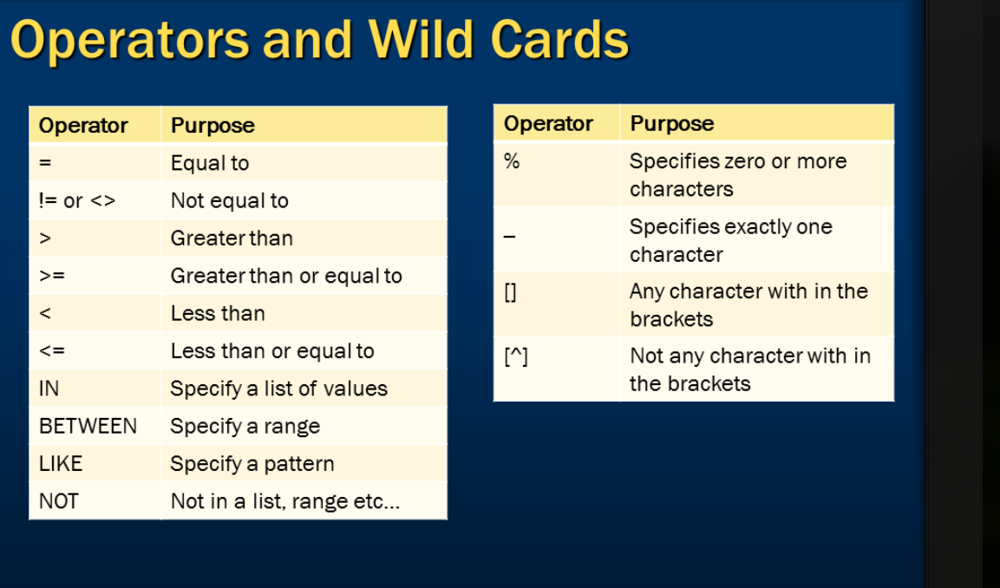 Operators and Wild Cards
Operator Purpose
= Equal to
!= or <> Not equal to
> Greater than
>= Greater than or equal to
< Less than
<= Less than or equal to
IN Specify a list of values
BETWEEN Specify a range
LIKE Specify a pattern
NOT Not in a list, range etc...
Operator Purpose
% Specifies zero or more
characters
_ Specifies exactly one
character
[] Any character with in the
brackets
[^] Not any character with in
the brackets